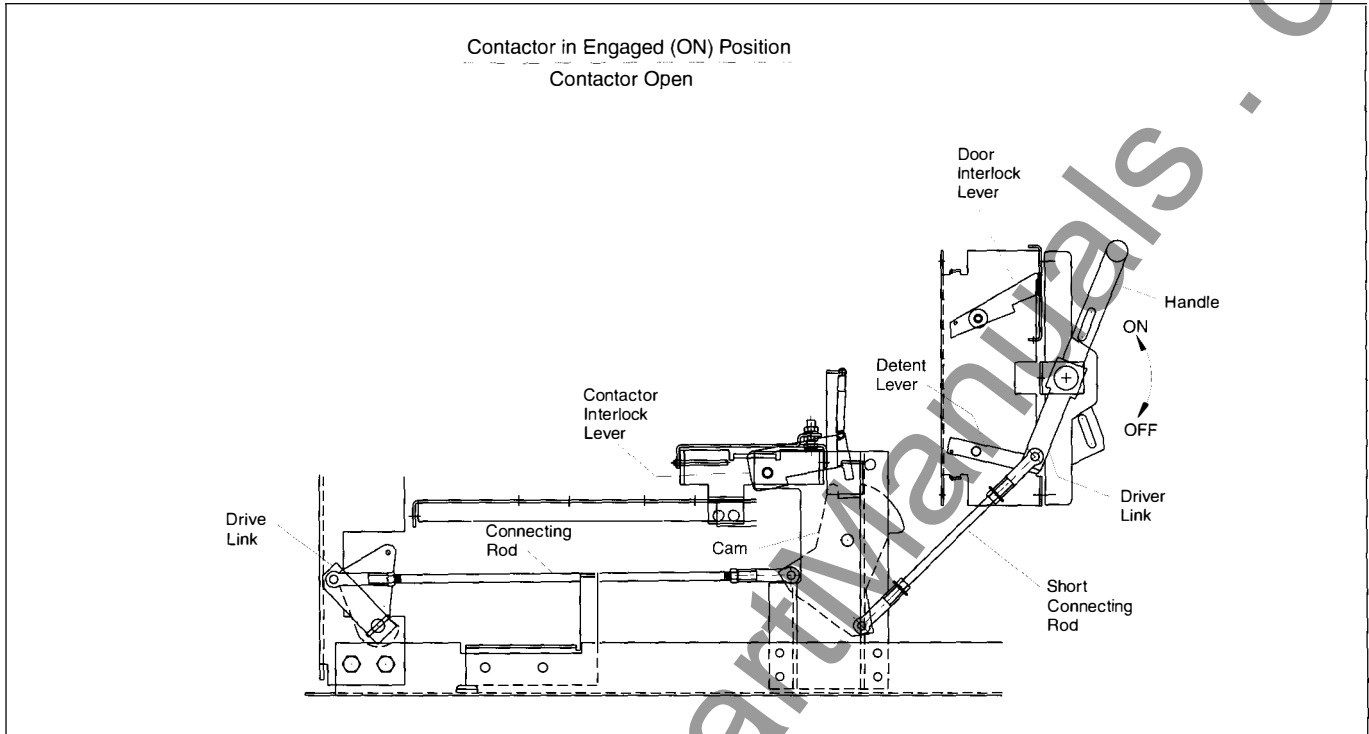 Contactor in Engaged (ON) Position
Contactor Open
Door
Interlock
Lever
Handle
ON
Detent
Lever
OFF
Contactor
Interlock
Lever
Driver
Link
Drive
Link
Connecting
Rod
Cam
Short
Connecting
Rod
artManuals . c